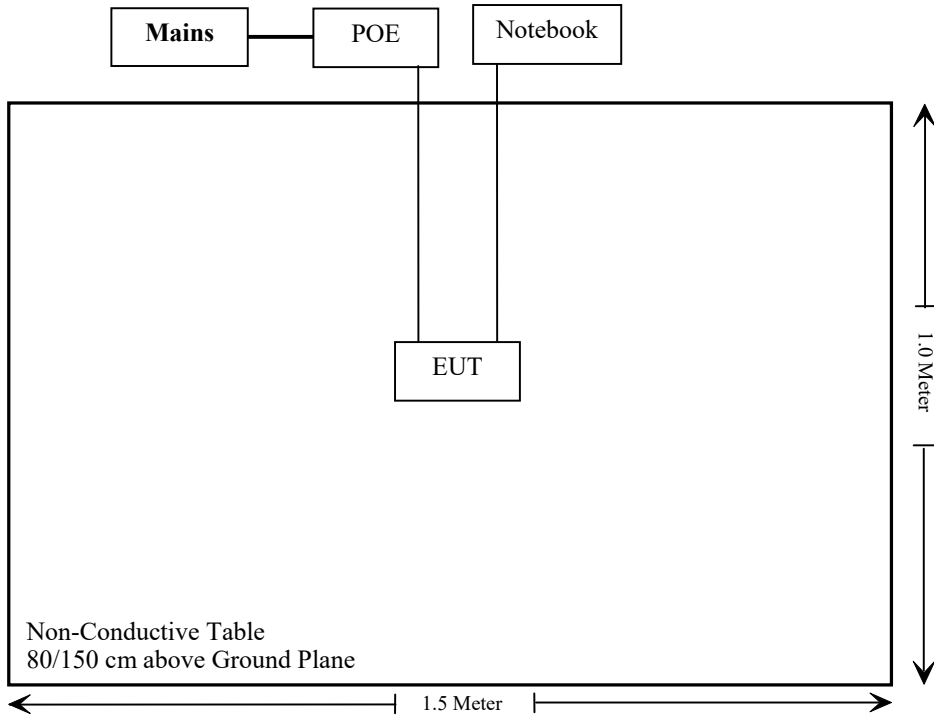 Mains
POE
Notebook
EUT
1.0 Meter
Non-Conductive Table
80/150 cm above Ground Plane
1.5 Meter